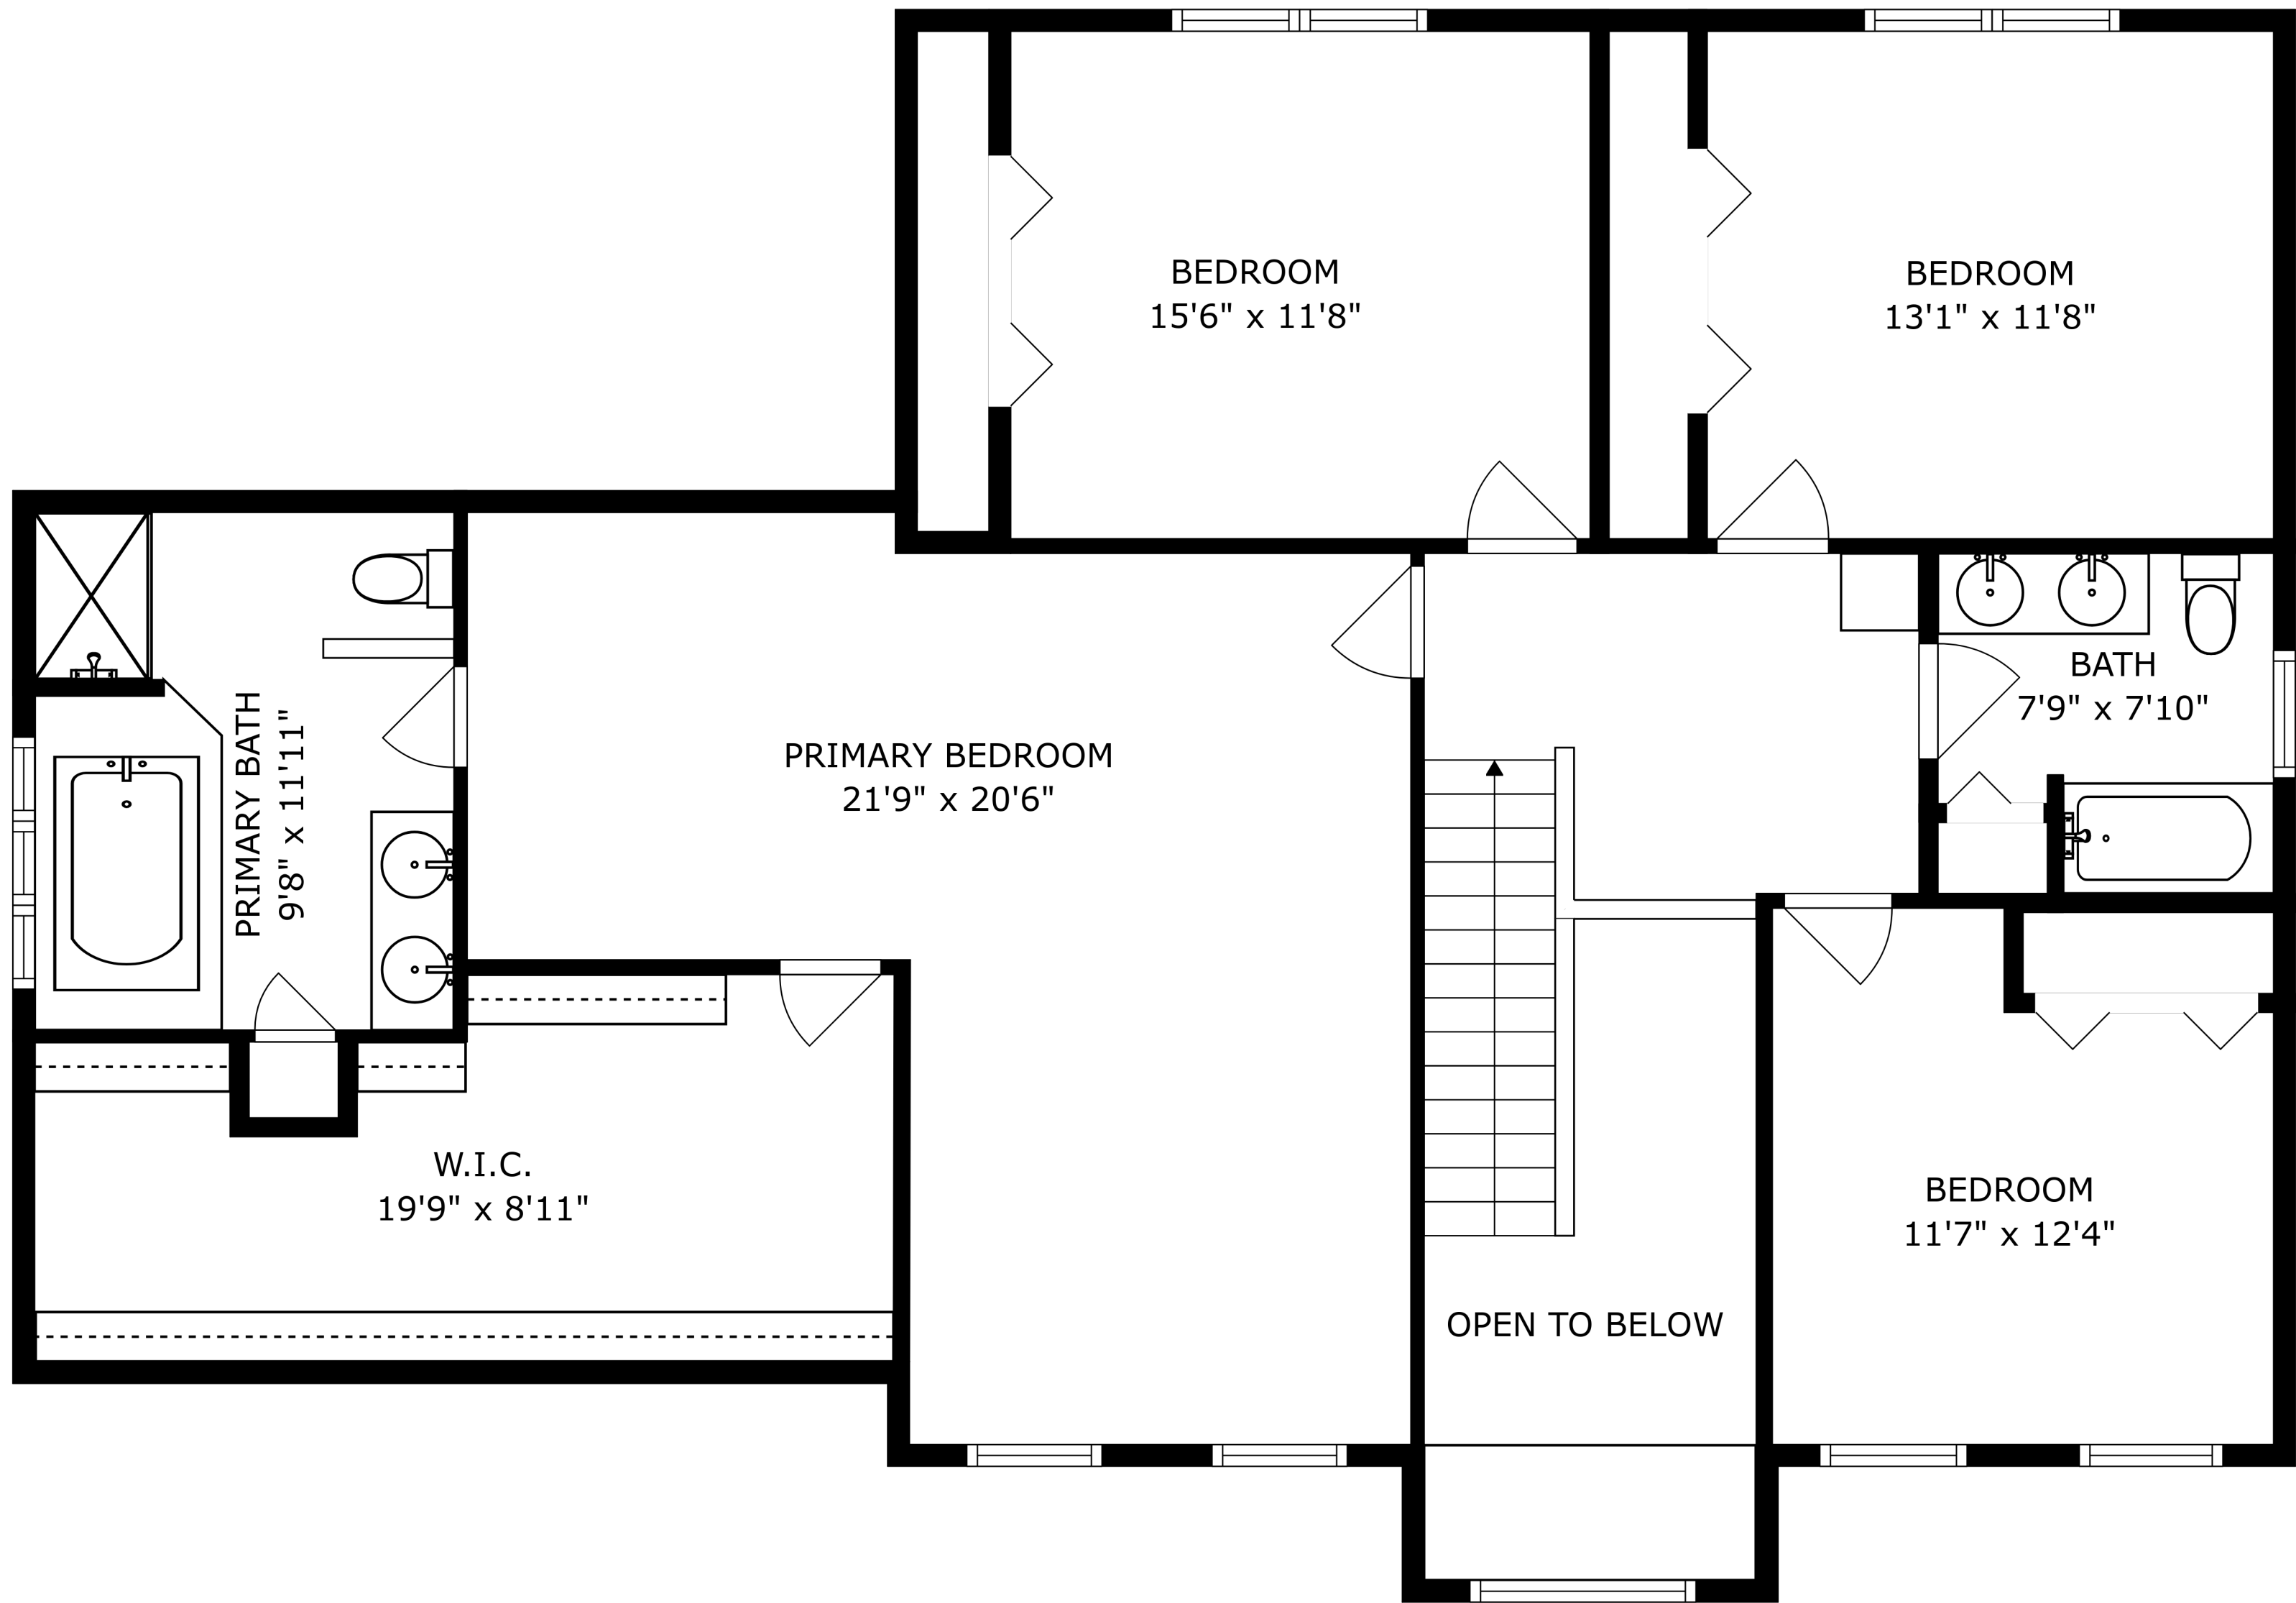 BEDROOM
15'6" x 11'8"
BEDROOM
13'1" x 11'8"
BATH
7'9" x 7'10"
PRIMARY BATH
9'8" x 11'11"
PRIMARY BEDROOM
21'9" x 20'6"
W.I.C.
19'9" x 8'11"
BEDROOM
11'7" x 12'4"
OPEN TO BELOW